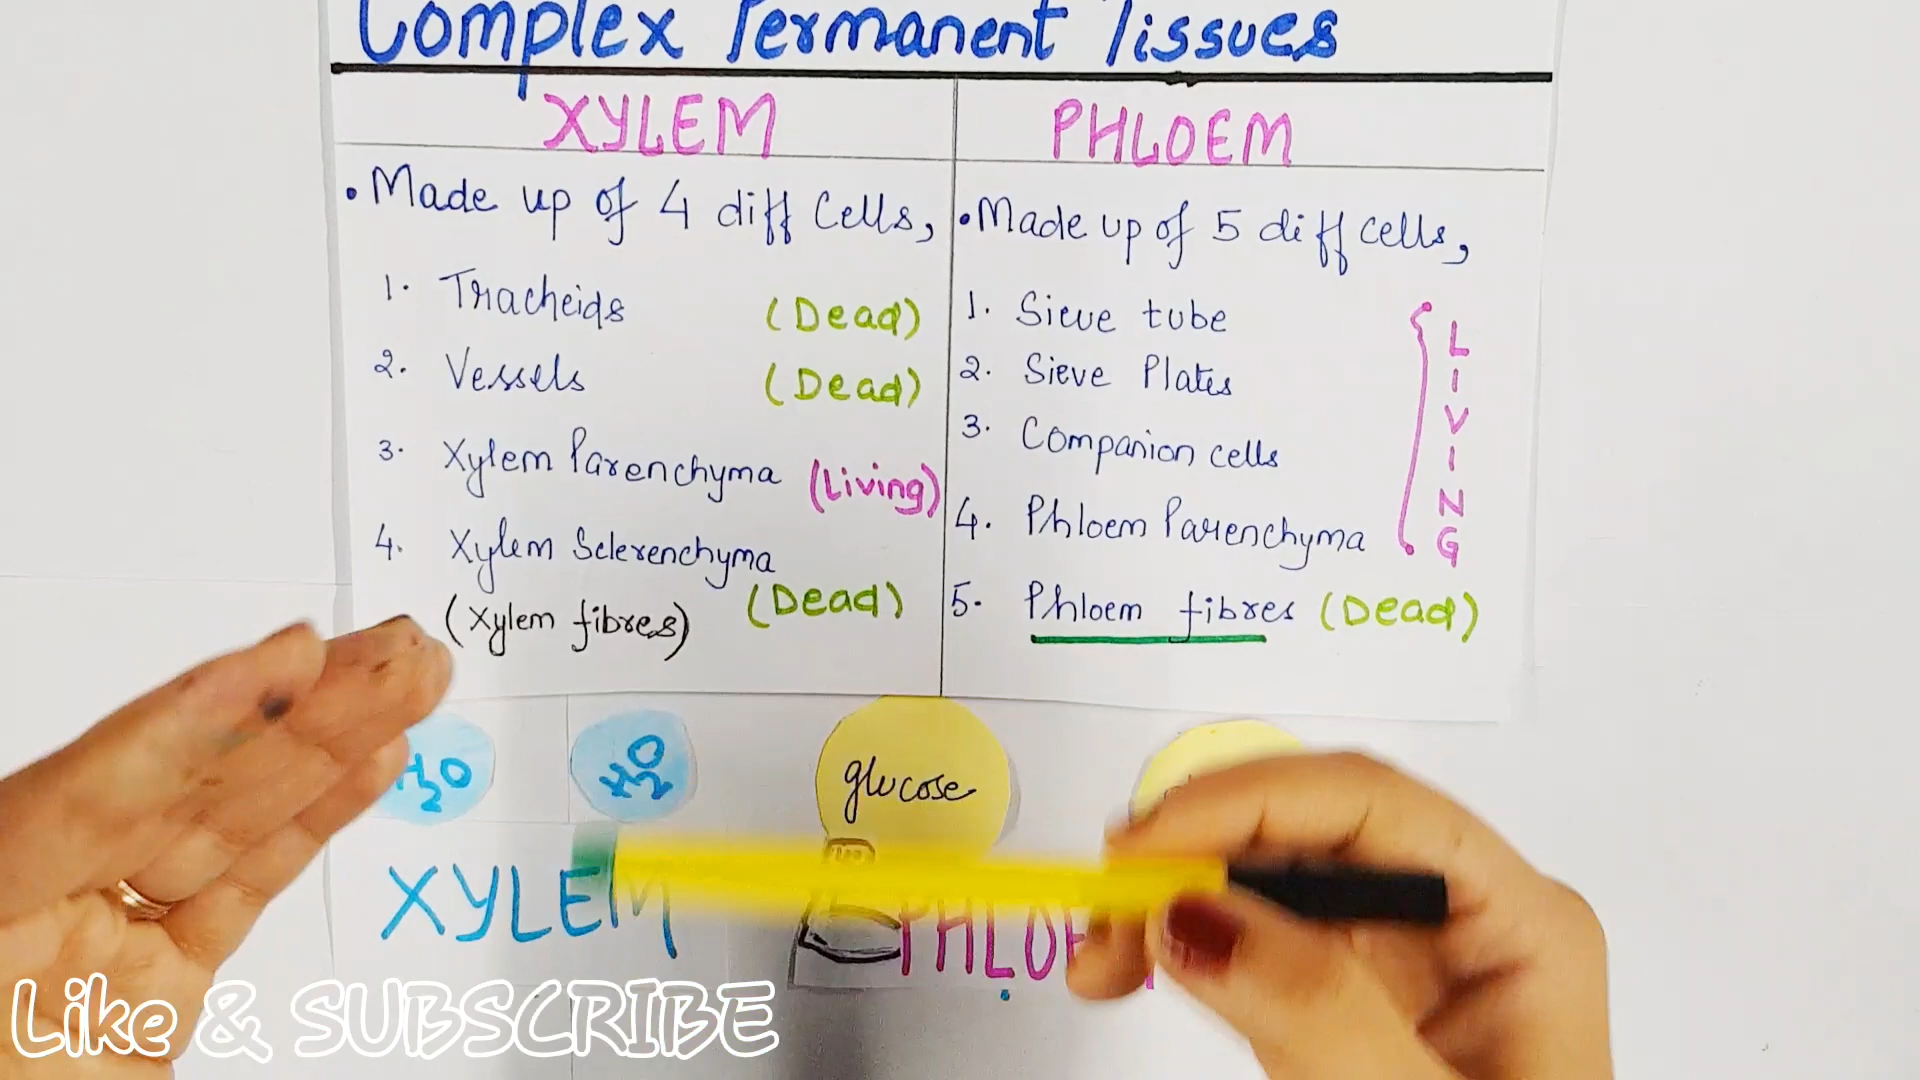 Complex Permanent Tissues
XYLEM
PHLOEM
• Made up of 4 diff Cells,
1. Tracheids (Dead)
2. Vessels (Dead)
3. Xylem Parenchyma (Living)
4. Xylem Sclerenchyma
(Xylem fibres) (Dead)
• Made up of 5 diff cells,
1. Sieve tube
2. Sieve Plates
3. Companion cells
4. Phloem Parenchyma
LIVING
5. Phloem fibres (Dead)
H2O
H2O
glucose
XYLEM
Like & SUBSCRIBE